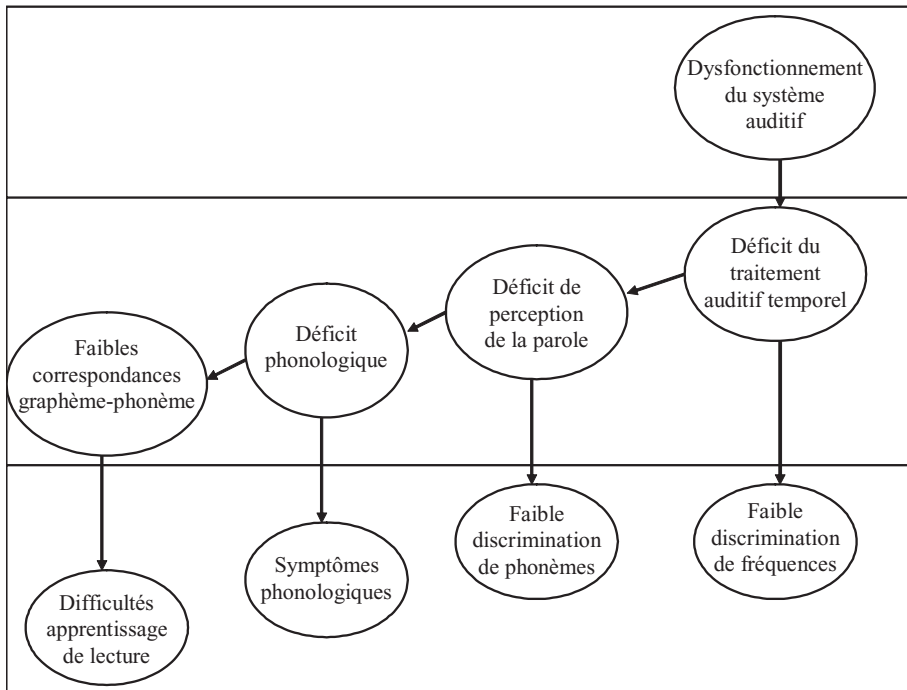 Dysfonctionnement
du système
auditif
Déficit du
traitement
auditif temporel
Déficit de
perception
de la parole
Déficit
phonologique
Faibles
correspondances
graphème-phonème
Faible
discrimination
de fréquences
Faible
discrimination
de phonèmes
Symptômes
phonologiques
Difficultés
apprentissage
de lecture